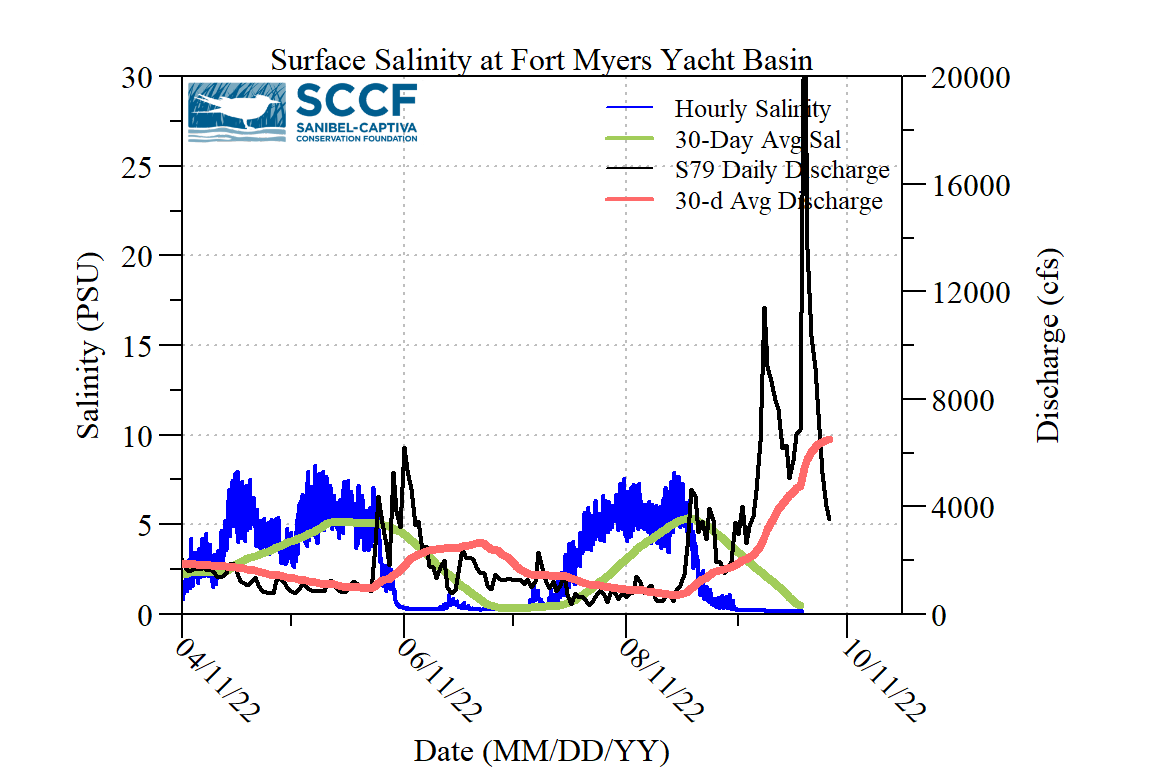 Surface Salinity at Fort Myers Yacht Basin
SCCF
SANIBEL-CAPTIVA
CONSERVATION FOUNDATION
Hourly Salinity
30-Day Avg Sal
S79 Daily Discharge
30-d Avg Discharge
30
25
20
15
10
5
0
Salinity (PSU)
20000
16000
12000
8000
4000
0
Discharge (cfs)
04/11/22
06/11/22
08/11/22
10/11/22
Date (MM/DD/YY)